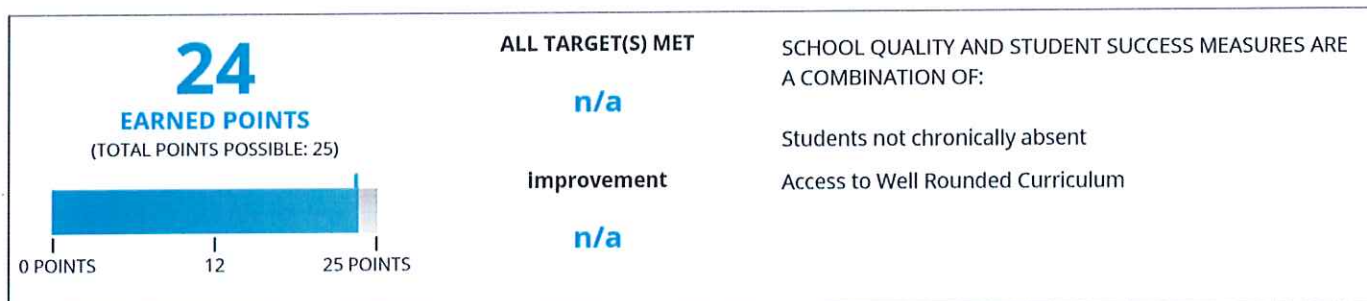 24
EARNED POINTS
(TOTAL POINTS POSSIBLE: 25)
0 POINTS
12
25 POINTS
ALL TARGET(S) MET
n/a
improvement
n/a
SCHOOL QUALITY AND STUDENT SUCCESS MEASURES ARE
A COMBINATION OF:
Students not chronically absent
Access to Well Rounded Curriculum